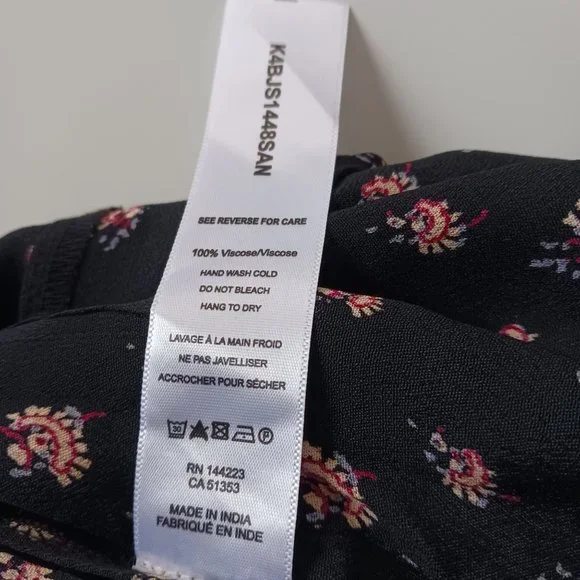 K4BJS1448SAN
SEE REVERSE FOR CARE
100% Viscose/Viscose
HAND WASH COLD
DO NOT BLEACH
HANG TO DRY
LAVAGE À LA MAIN FROID
NE PAS JAVELLISER
ACCROCHER POUR SÉCHER
30 P
RN 144223
CA 51353
MADE IN INDIA
FABRIQUÉ EN INDE